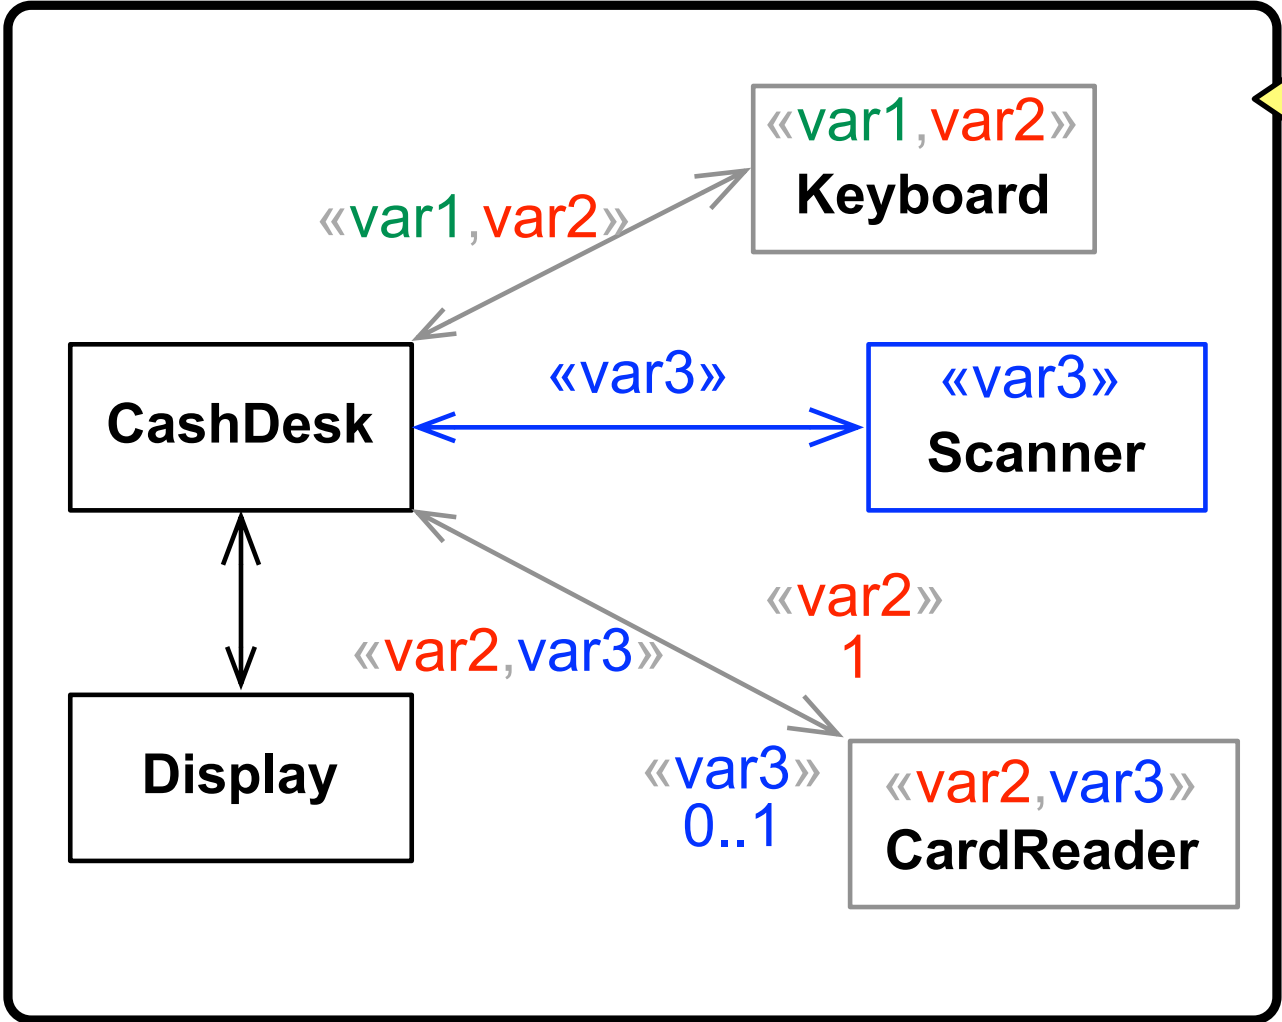 «var1,var2»
Keyboard
«var1,var2»
«var3»
«var3»
CashDesk
Scanner
«var2»
1
«var2,var3»
Display
«var3»
0..1
«var2,var3»
CardReader